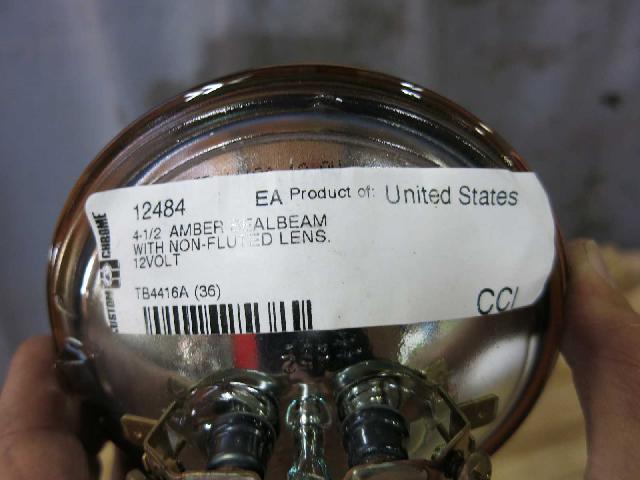 12484 EA Product of: United States
4-1/2 AMBER SEALBEAM
WITH NON-FLUTED LENS.
12VOLT
TB4416A (36)
CCI
CUSTOM CHROME